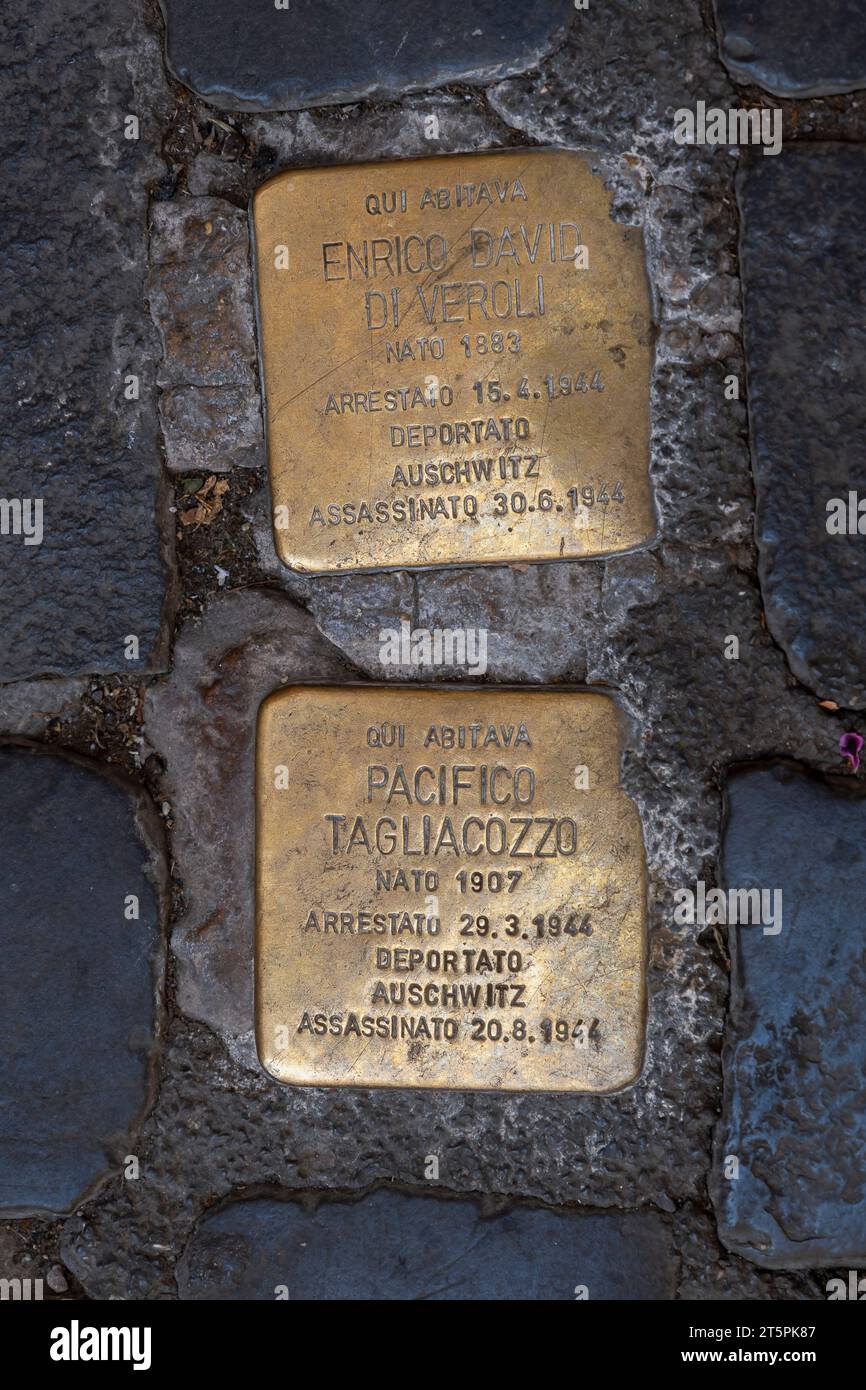 QUI ABITAVA
ENRICO DAVID
DI VEROLI
NATO 1883
ARRESTATO 15.4.1944
DEPORTATO
AUSCHWITZ
ASSASSINATO 30.6.1944
QUI ABITAVA
PACIFICO
TAGLIACOZZO
NATO 1907
ARRESTATO 29.3.1944
DEPORTATO
AUSCHWITZ
ASSASSINATO 20.8.1944
alamy
Image ID: 2T5PK87
www.alamy.com